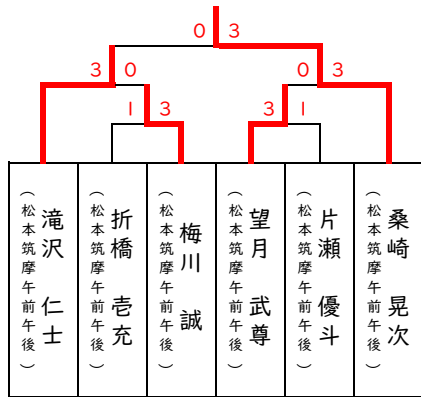 0 3
3 0
0 3
1 3
3 1
滝沢 仁士
(松本筑摩午前午後)
折橋 壱充
(松本筑摩午前午後)
梅川 誠
(松本筑摩午前午後)
望月 武尊
(松本筑摩午前午後)
片瀬 優斗
(松本筑摩午前午後)
桑崎 晃次
(松本筑摩午前午後)